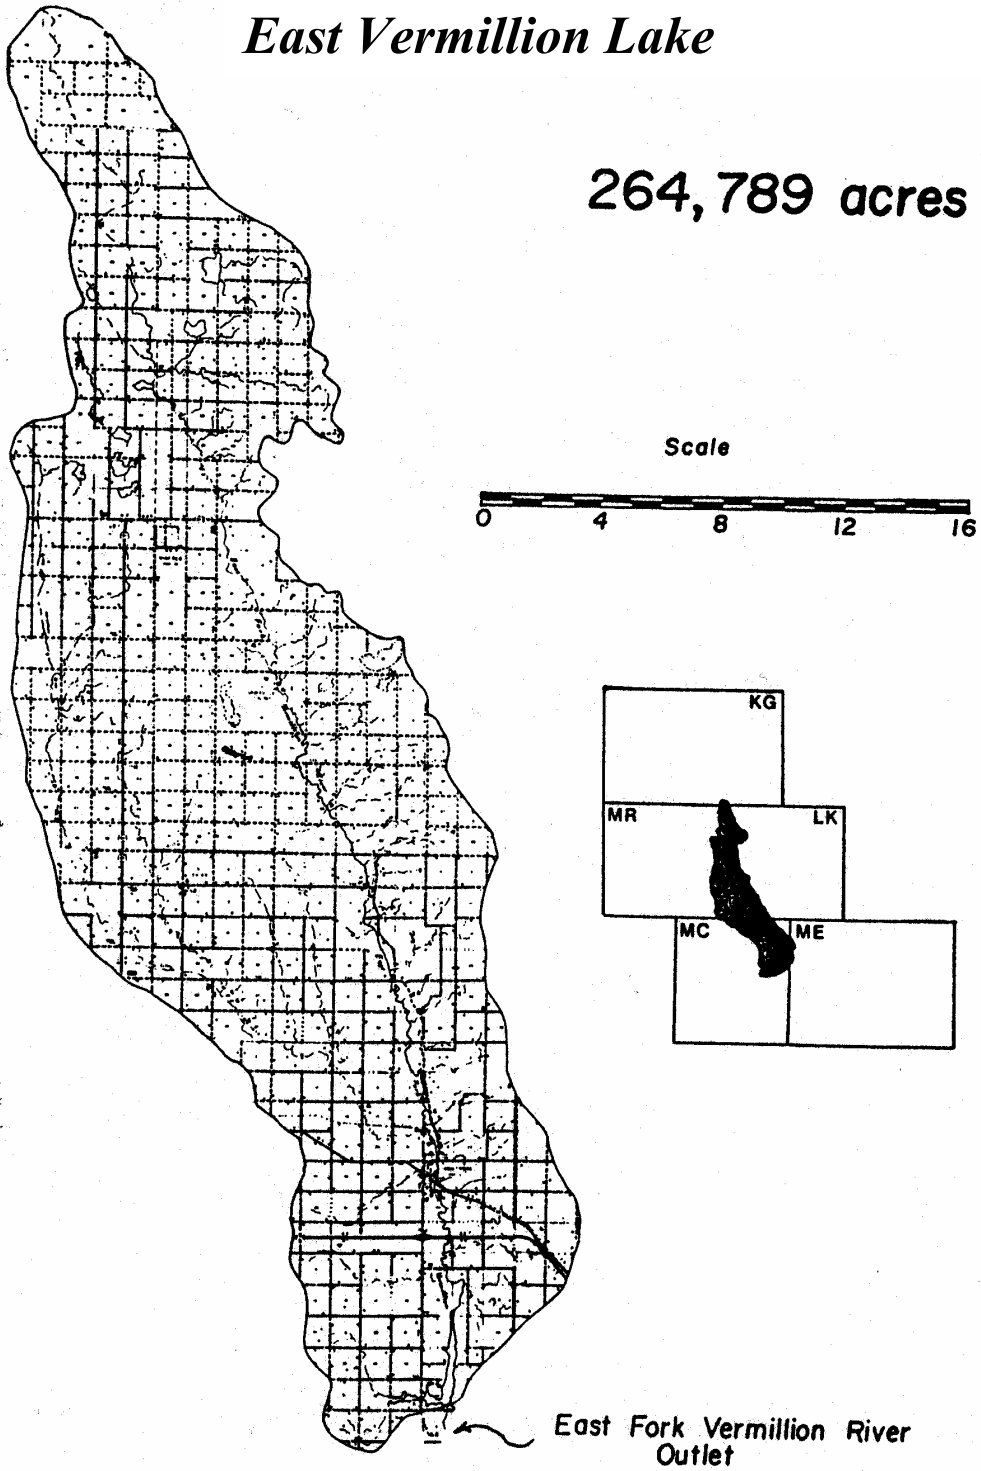 East Vermillion Lake
264,789 acres
Scale
0 4 8 12 16
KG
MR LK
MC ME
East Fork Vermillion River
Outlet